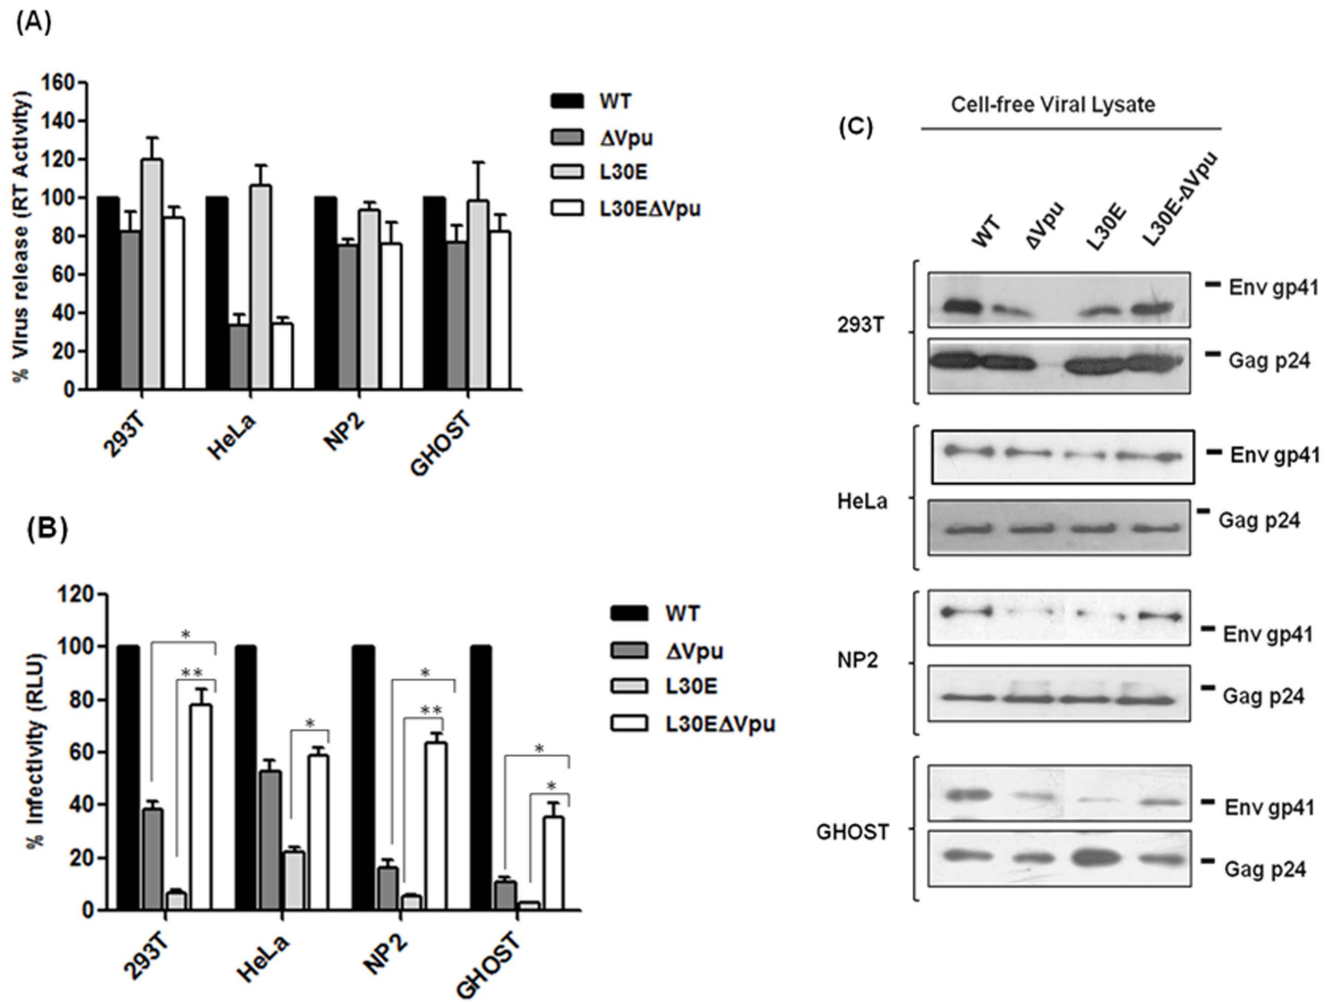 (A)
% Virus release (RT Activity)
160
140
120
100
80
60
40
20
0
293T
HeLa
NP2
GHOST
WT
ΔVpu
L30E
L30EΔVpu
(B)
% Infectivity (RLU)
120
100
80
60
40
20
0
*
**
*
*
**
*
*
293T
HeLa
NP2
GHOST
WT
ΔVpu
L30E
L30EΔVpu
(C)
Cell-free Viral Lysate
WT
ΔVpu
L30E
L30E-ΔVpu
293T
Env gp41
Gag p24
HeLa
Env gp41
Gag p24
NP2
Env gp41
Gag p24
GHOST
Env gp41
Gag p24